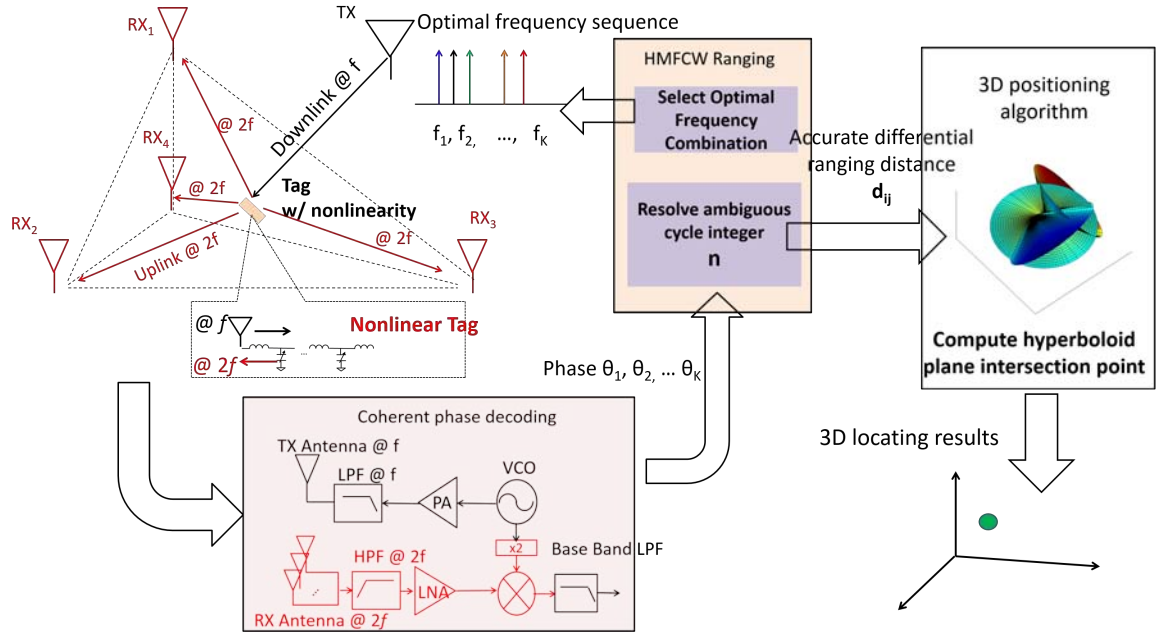 RX1
TX
Optimal frequency sequence
Downlink @ f
@ 2f
RX4
@ 2f
Tag
w/ nonlinearity
RX2
Uplink @ 2f
@ 2f
RX3
f1, f2, ..., fK
HMFCW Ranging
Select Optimal
Frequency
Combination
Resolve ambiguous
cycle integer
n
Accurate differential
ranging distance
dij
3D positioning
algorithm
Compute hyperboloid
plane intersection point
@ f
Nonlinear Tag
@ 2f
...
Phase θ1, θ2, ... θK
Coherent phase decoding
TX Antenna @ f
LPF @ f
PA
VCO
x2
Base Band LPF
HPF @ 2f
LNA
RX Antenna @ 2f
3D locating results